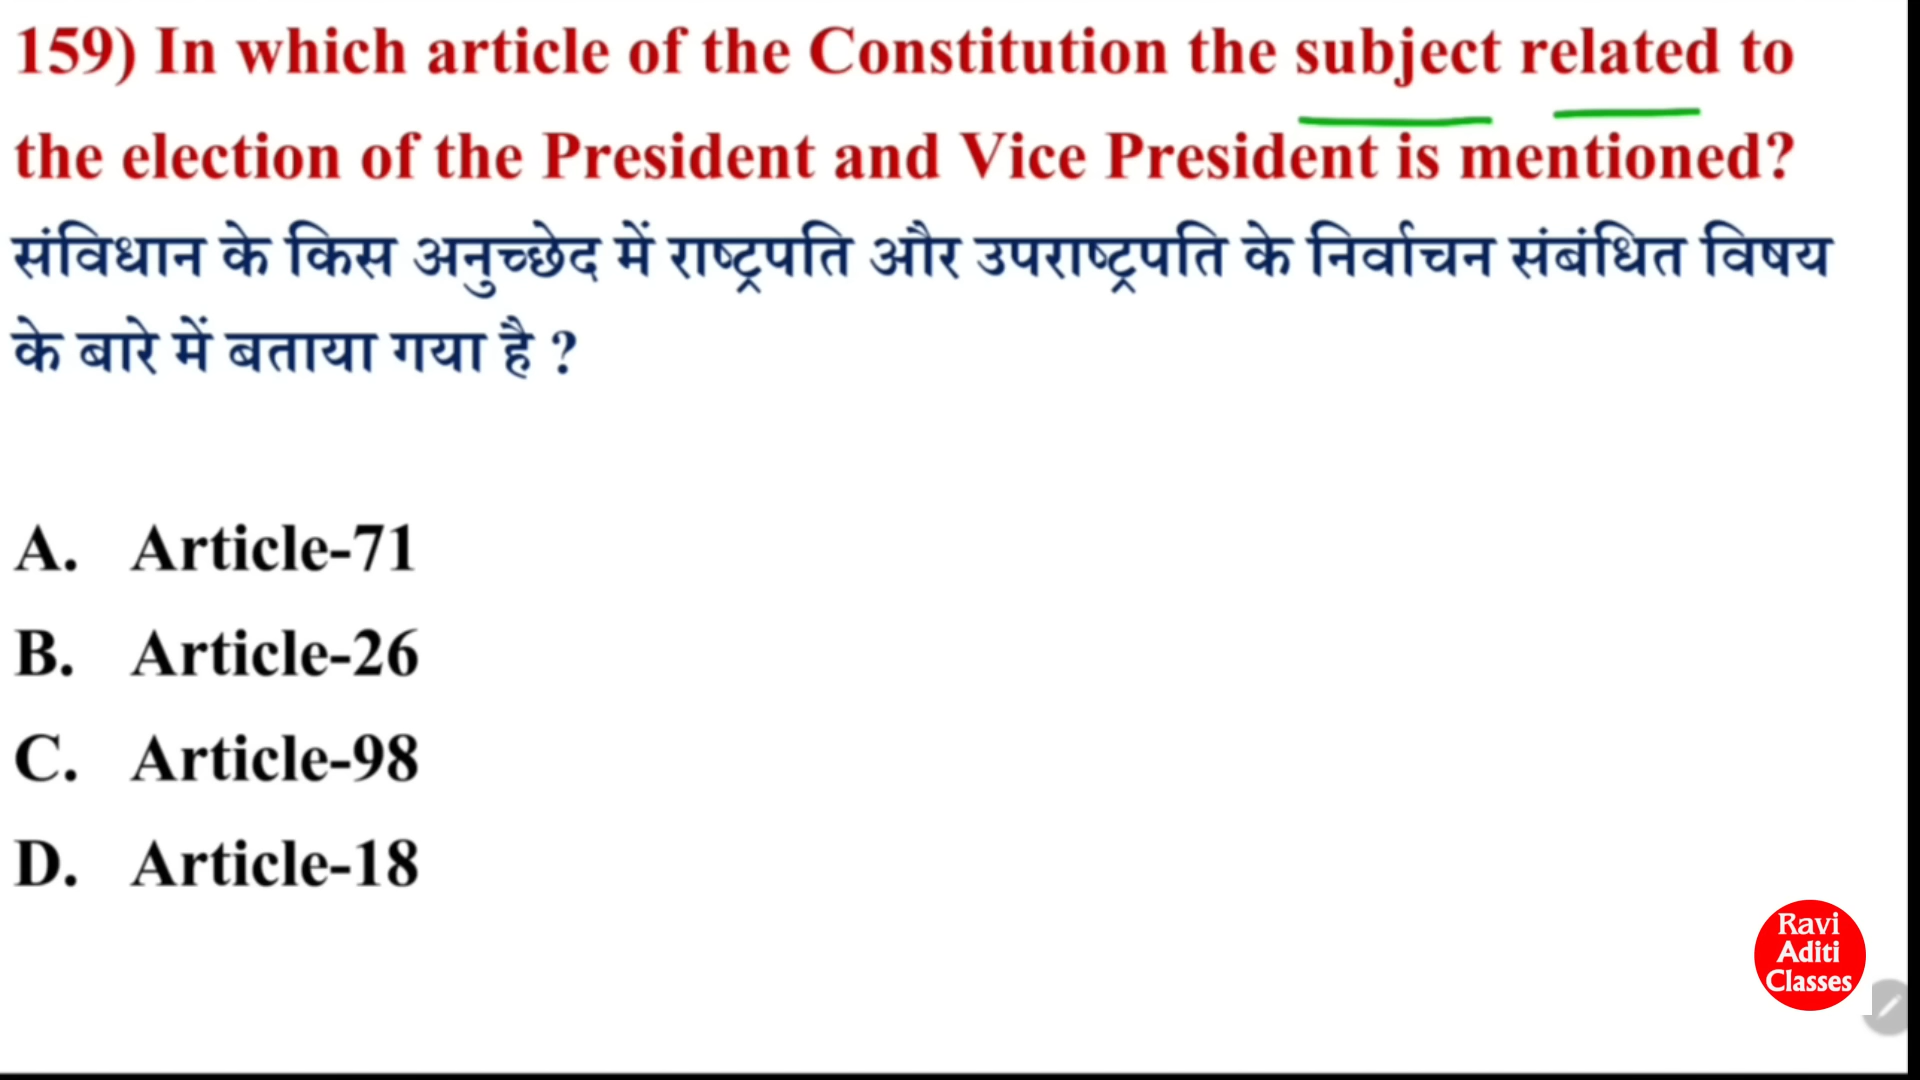 159) In which article of the Constitution the subject related to
the election of the President and Vice President is mentioned?
संविधान के किस अनुच्छेद में राष्ट्रपति और उपराष्ट्रपति के निर्वाचन संबंधित विषय
के बारे में बताया गया है ?
A. Article-71
B. Article-26
C. Article-98
D. Article-18
Ravi
Aditi
Classes